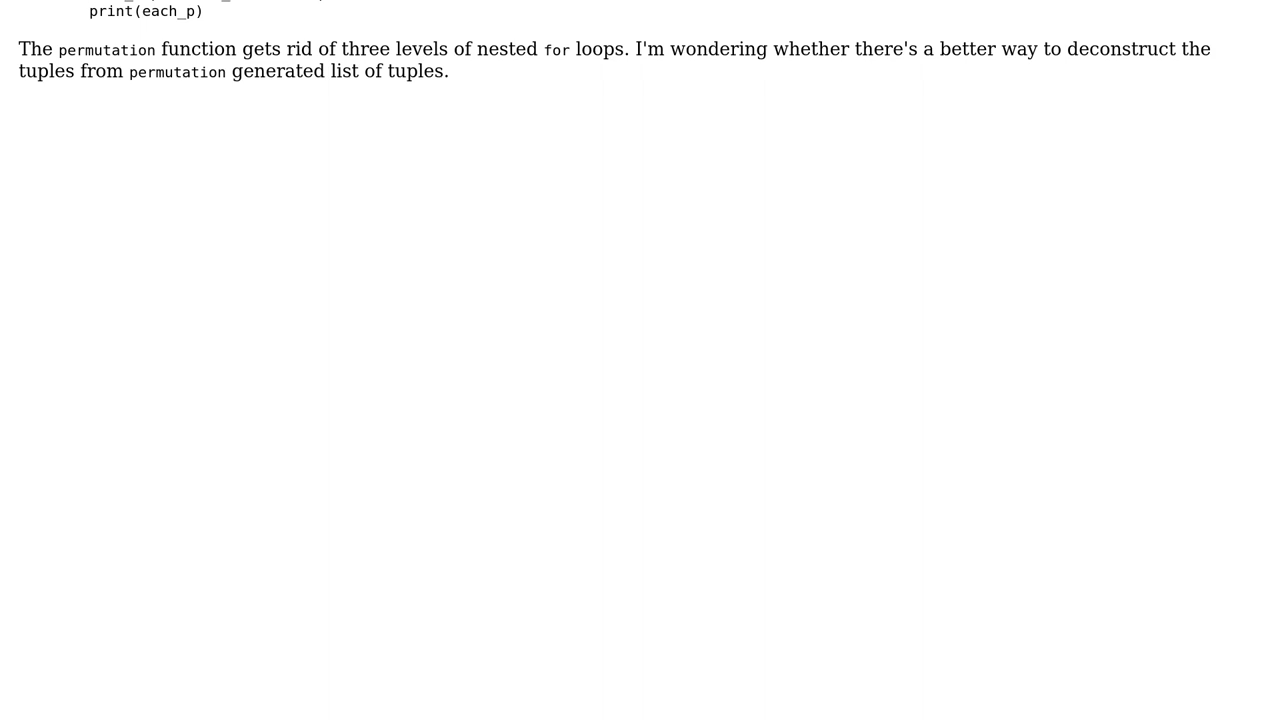 print(each_p)
The permutation function gets rid of three levels of nested for loops. I'm wondering whether there's a better way to deconstruct the
tuples from permutation generated list of tuples.